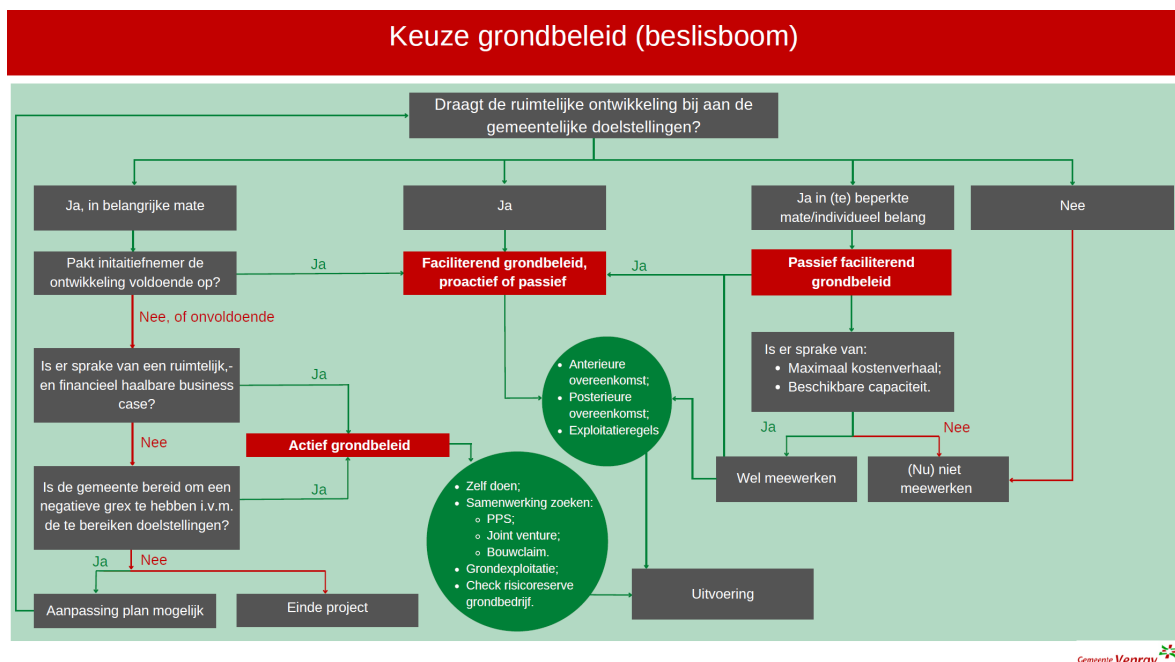 Keuze grondbeleid (beslisboom)
Draagt de ruimtelijke ontwikkeling bij aan de
gemeentelijke doelstellingen?
Ja, in belangrijke mate
Ja
Ja in (te) beperkte
mate/individueel belang
Nee
Pakt initaitiefnemer de
ontwikkeling voldoende op?
Ja
Faciliterend grondbeleid,
proactief of passief
Ja
Passief faciliterend
grondbeleid
Nee, of onvoldoende
Is er sprake van een ruimtelijk,-
en financieel haalbare business
case?
Ja
Anterieure
overeenkomst;
Posterieure
overeenkomst;
Exploitatieregels
Is er sprake van:
Maximaal kostenverhaal;
Beschikbare capaciteit.
Ja
Nee
Nee
Actief grondbeleid
Wel meewerken
(Nu) niet
meewerken
Is de gemeente bereid om een
negatieve grex te hebben i.v.m.
de te bereiken doelstellingen?
Ja
Zelf doen;
Samenwerking zoeken:
PPS;
Joint venture;
Bouwclaim.
Grondexploitatie;
Check risicoreserve
grondbedrijf.
Ja
Nee
Aanpassing plan mogelijk
Einde project
Uitvoering
Gemeente Venray